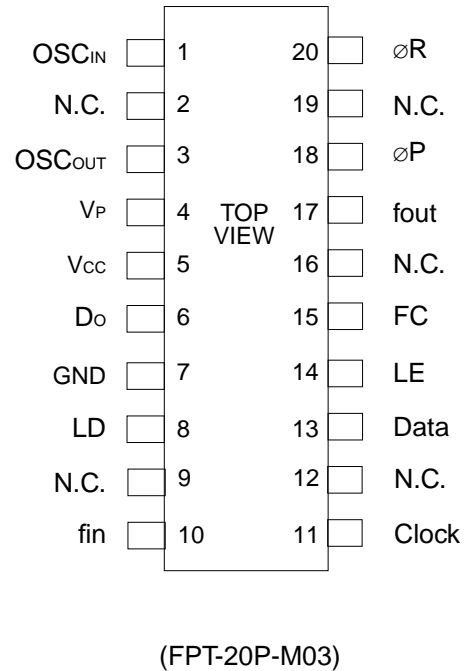 OSCIN 1 20 ∅R
N.C. 2 19 N.C.
OSCOUT 3 18 ∅P
VP 4 TOP 17 fout
VIEW
VCC 5 16 N.C.
DO 6 15 FC
GND 7 14 LE
LD 8 13 Data
N.C. 9 12 N.C.
fin 10 11 Clock
(FPT-20P-M03)